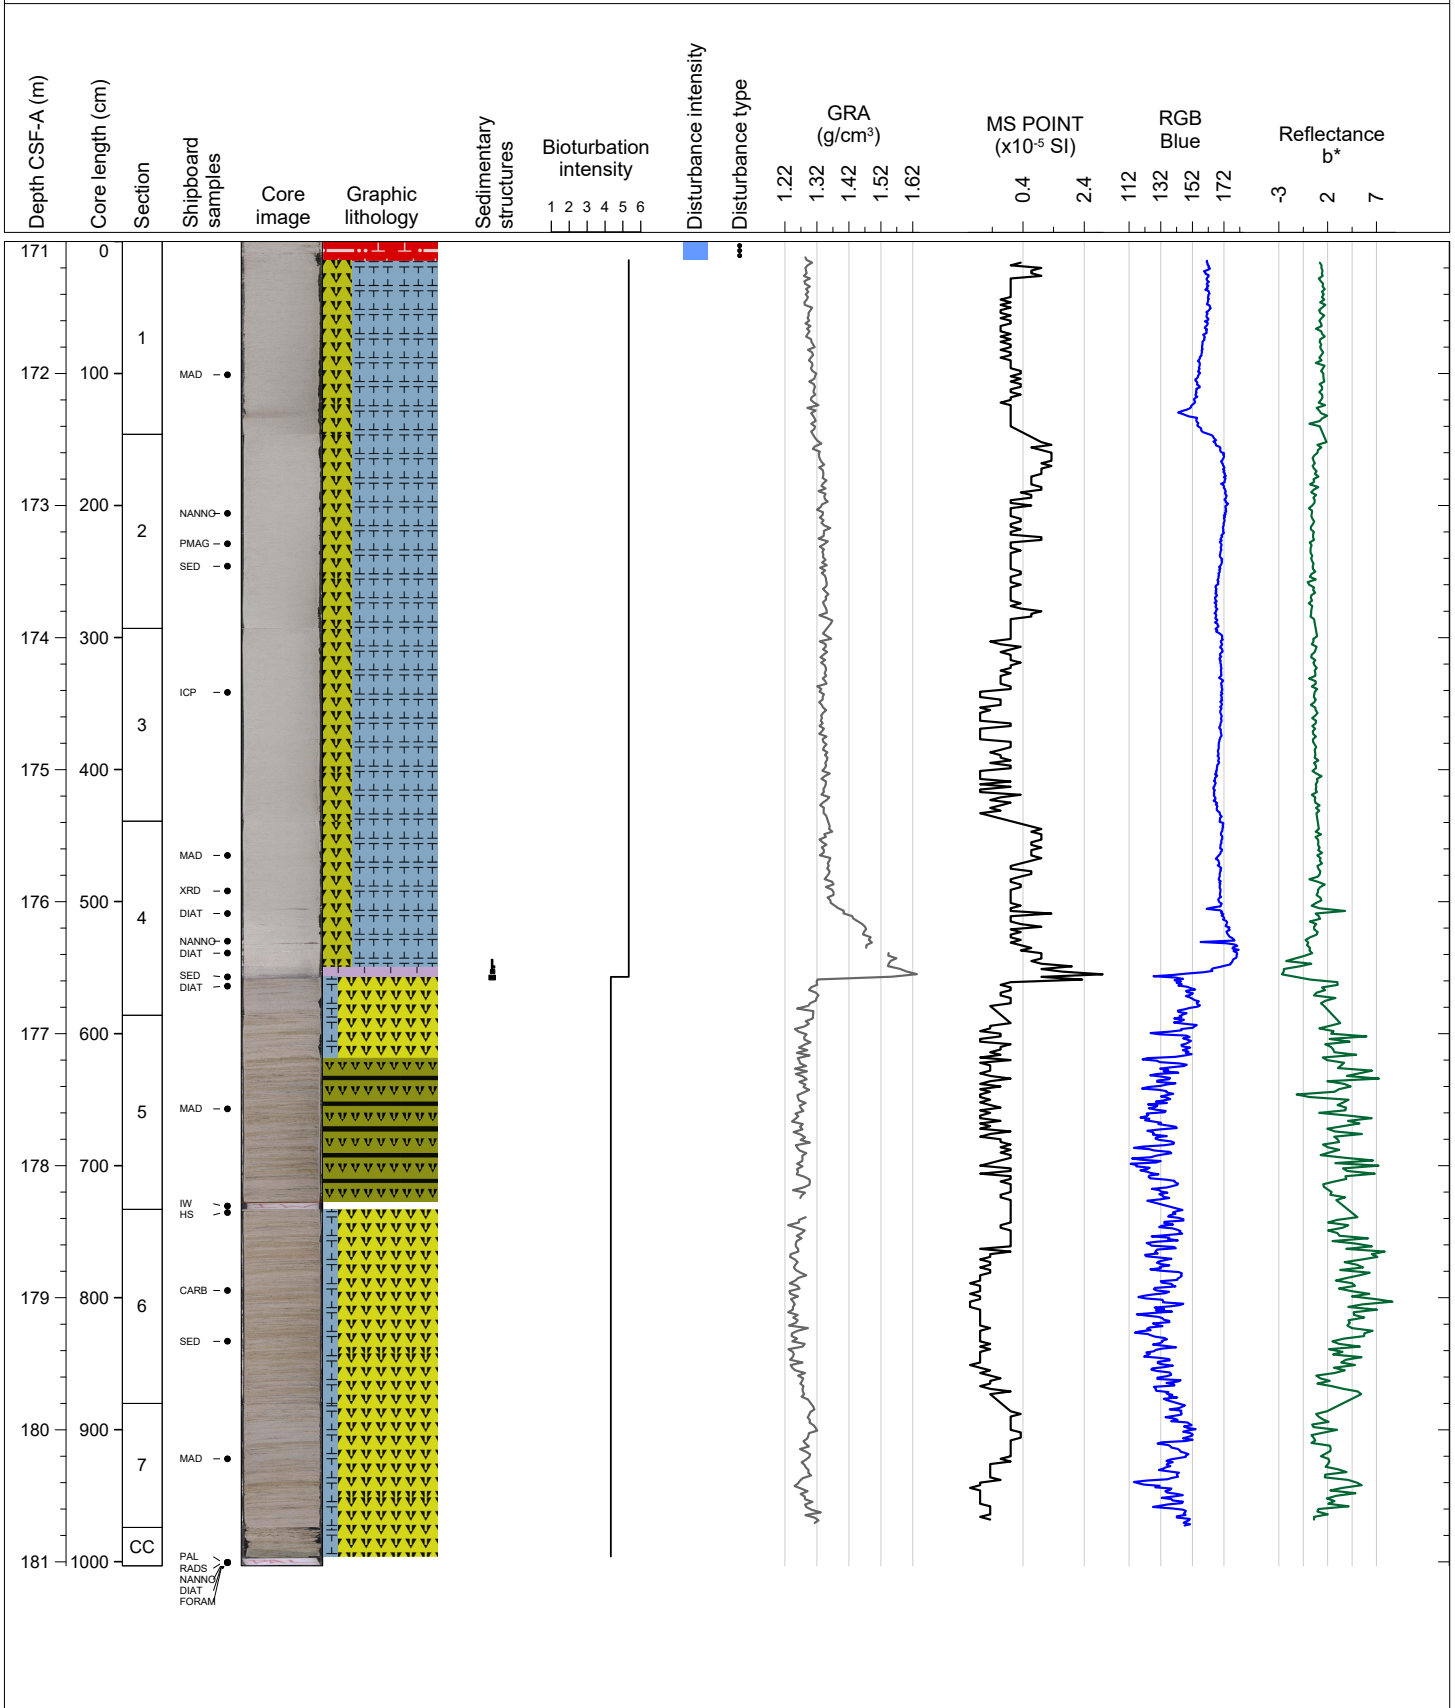 Depth CSF-A (m)
Core length (cm)
Section
Shipboard
samples
Core
image
Graphic
lithology
Sedimentary
structures
Bioturbation
intensity
1 2 3 4 5 6
Disturbance intensity
Disturbance type
GRA
(g/cm³)
1.22 1.32 1.42 1.52 1.62
MS POINT
(x10⁻⁵ SI)
0.4 2.4
RGB
Blue
112 132 152 172
Reflectance
b*
-3 2 7
171 0
1
172 100
MAD
173 200
2
NANNO
PMAG
SED
174 300
ICP
3
175 400
MAD
XRD
176 500
4
DIAT
NANNO
DIAT
SED
DIAT
177 600
5
MAD
178 700
IW
HS
179 800
6
CARB
SED
180 900
7
MAD
CC
181 1000
PAL
RADS
NANNO
DIAT
FORAM